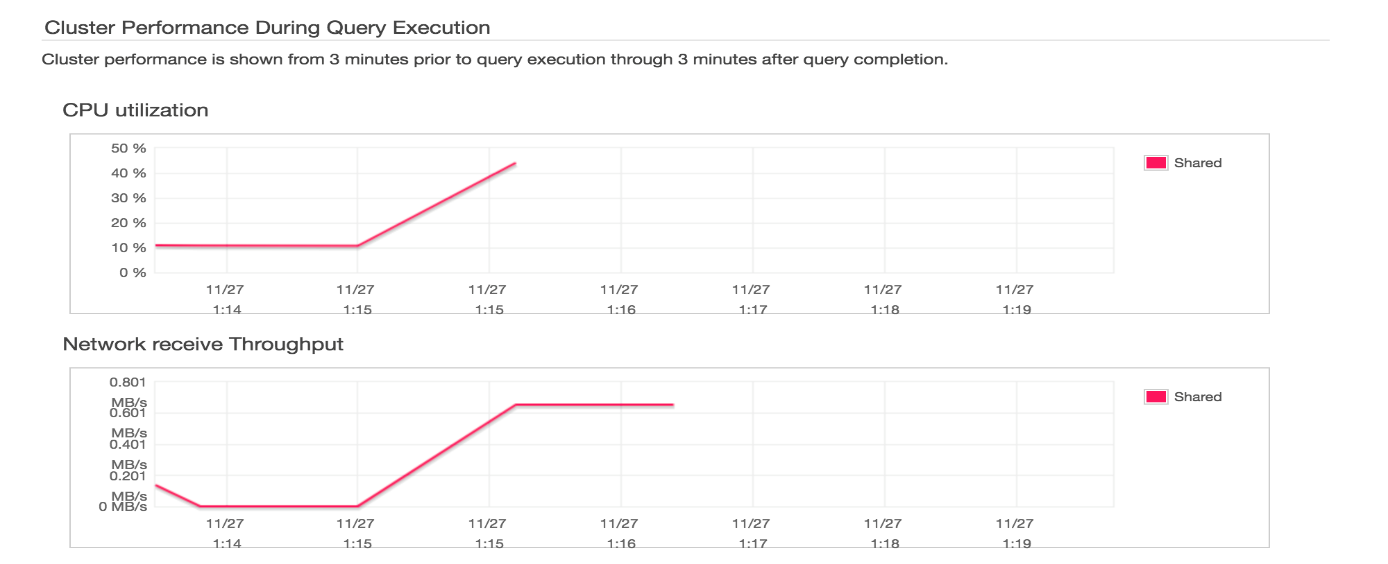 Cluster Performance During Query Execution
Cluster performance is shown from 3 minutes prior to query execution through 3 minutes after query completion.
CPU utilization
50 %
40 %
30 %
20 %
10 %
0 %
11/27 11/27 11/27 11/27 11/27 11/27 11/27
1:14 1:15 1:15 1:16 1:17 1:18 1:19
Shared
Network receive Throughput
0.801
MB/s
0.601
MB/s
0.401
MB/s
0.201
MB/s
0 MB/s
11/27 11/27 11/27 11/27 11/27 11/27 11/27
1:14 1:15 1:15 1:16 1:17 1:18 1:19
Shared